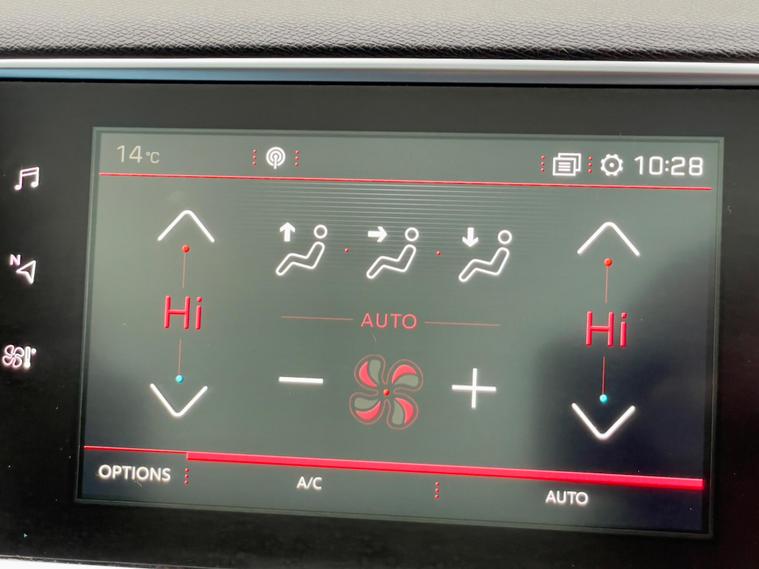 14°C
10:28
N
Hi
Hi
AUTO
OPTIONS
A/C
AUTO